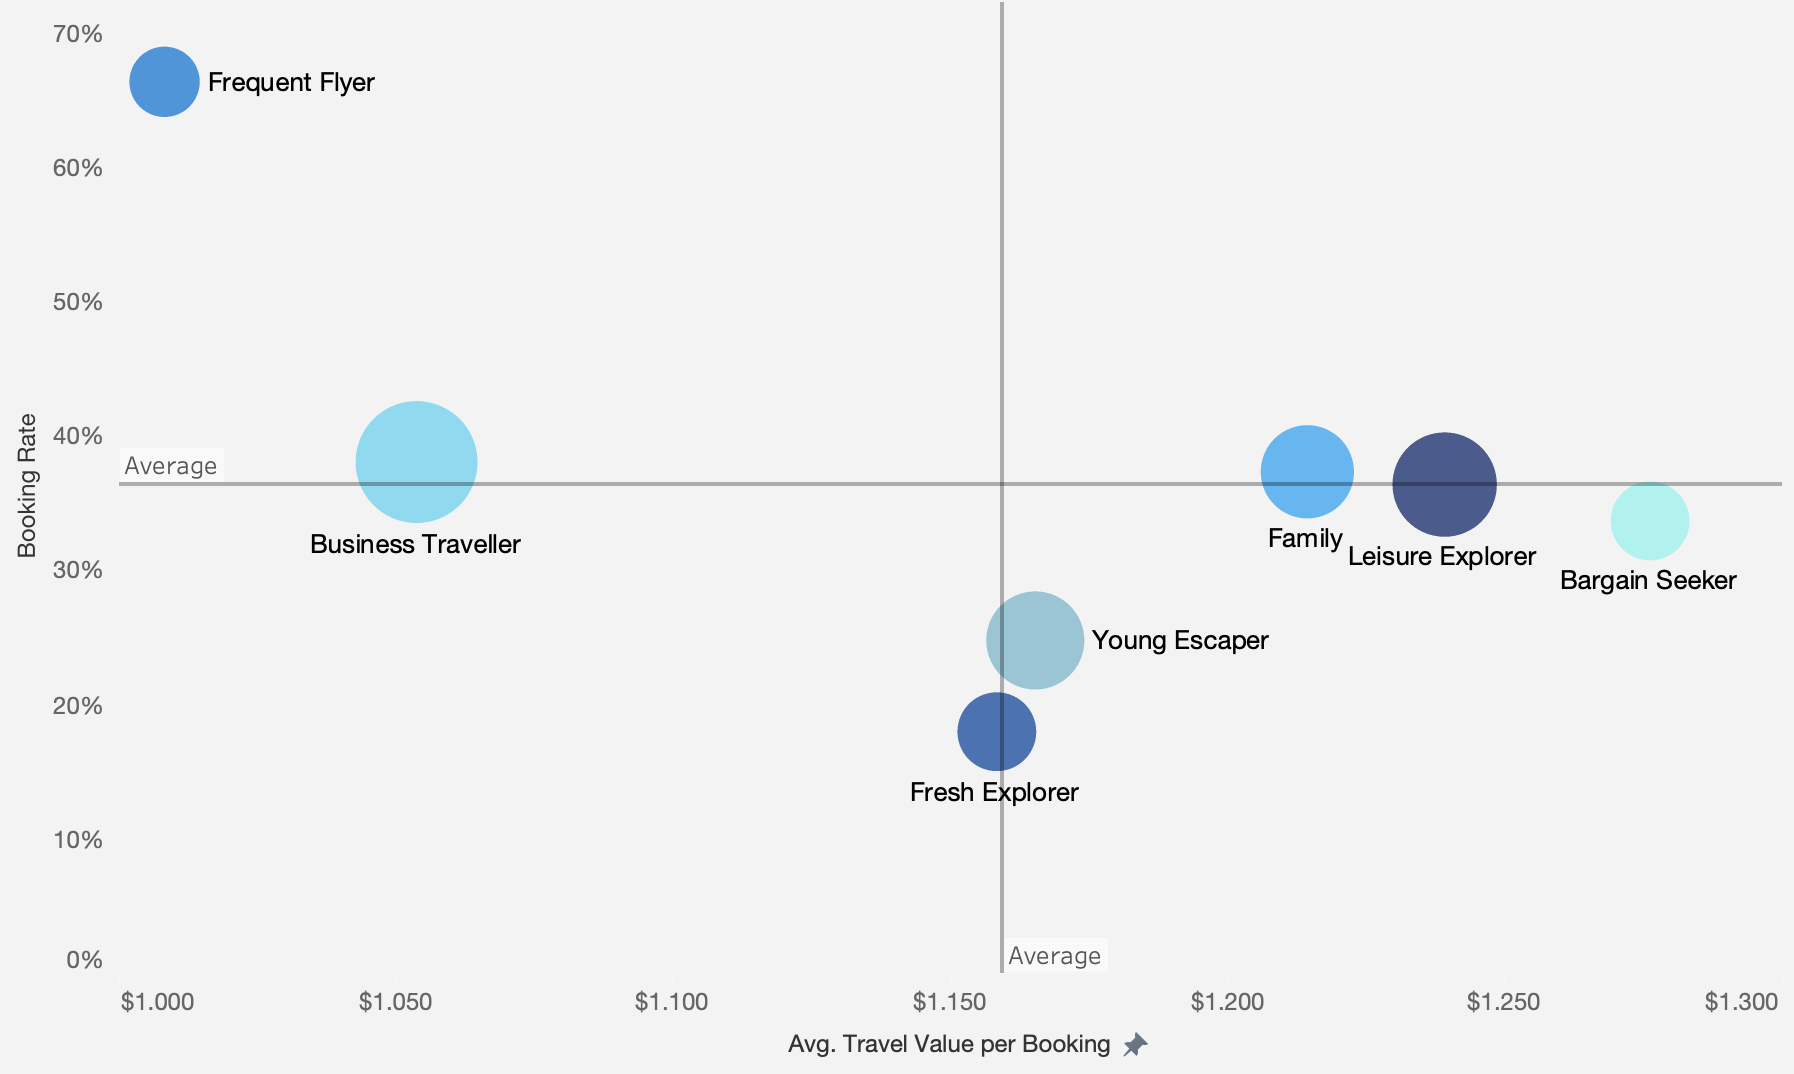 70%
Frequent Flyer
60%
50%
40%
Average
Booking Rate
Business Traveller
Family
Leisure Explorer
30%
Bargain Seeker
Young Escaper
20%
Fresh Explorer
10%
Average
0%
$1.000 $1.050 $1.100 $1.150 $1.200 $1.250 $1.300
Avg. Travel Value per Booking